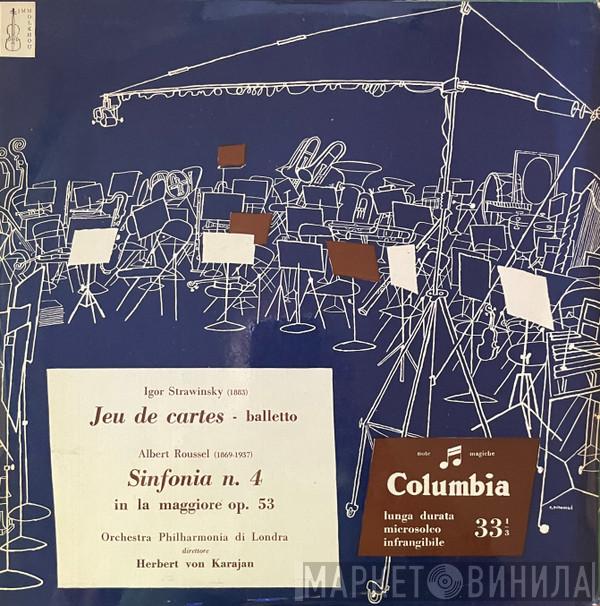 Igor Strawinsky (1883)
Jeu de cartes - balletto
Albert Roussel (1869-1937)
Sinfonia n. 4
in la maggiore op. 53
Orchestra Philharmonia di Londra
direttore
Herbert von Karajan
note magiche
Columbia
lunga durata
microsolco
infrangibile
33 1/3
МАРКЕТ ВИНИЛА